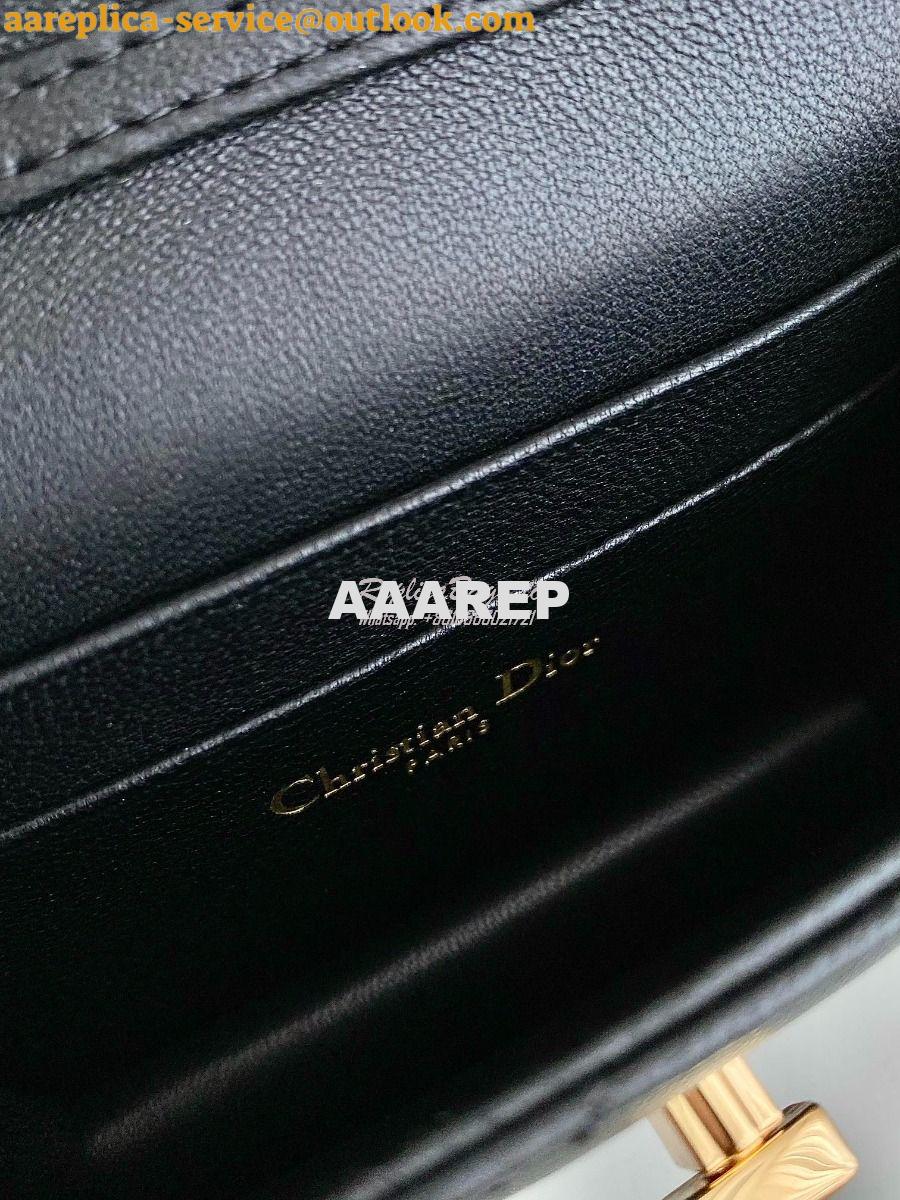 aareplica-service@outlook.com
AAAREP
Christian Dior
PARIS